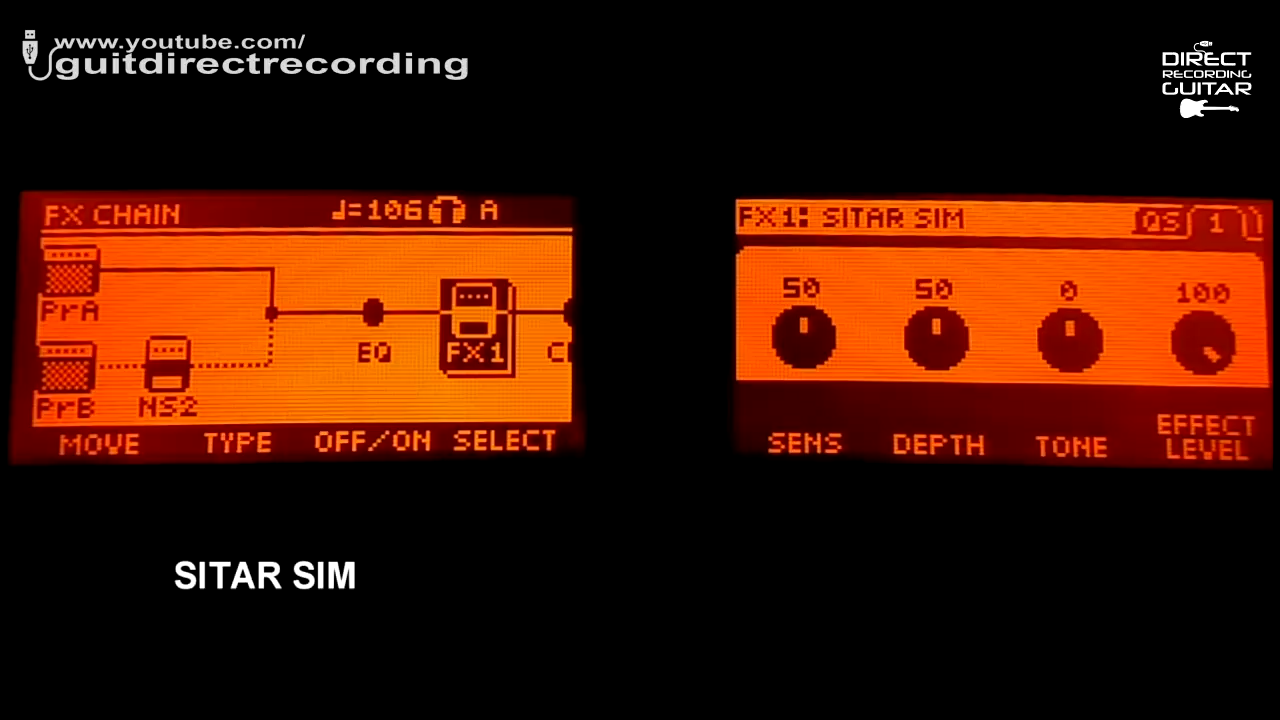 www.youtube.com/
guitdirectrecording
DIRECT
RECORDING
GUITAR
FX CHAIN
♩=106
A
PrA
EQ
FX1
PrB
NS2
MOVE
TYPE
OFF/ON
SELECT
FX1: SITAR SIM
QS
1
50
50
0
100
SENS
DEPTH
TONE
EFFECT
LEVEL
SITAR SIM